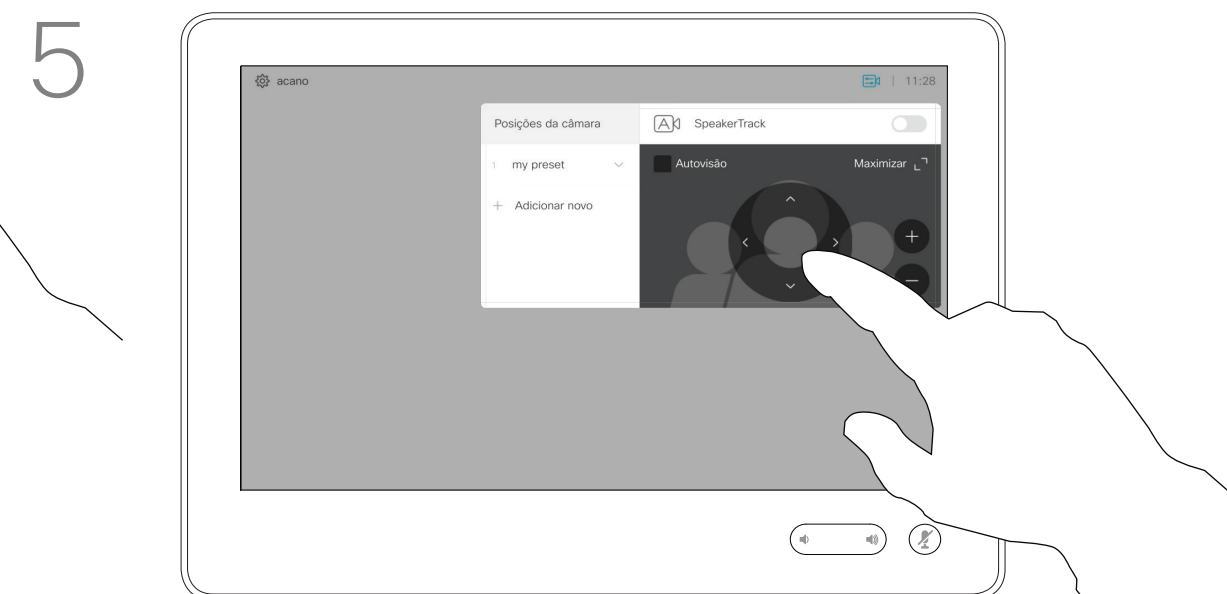 5
acano
11:28
Posições da câmara
A SpeakerTrack
1 my preset
Autovisão Maximizar
+ Adicionar novo